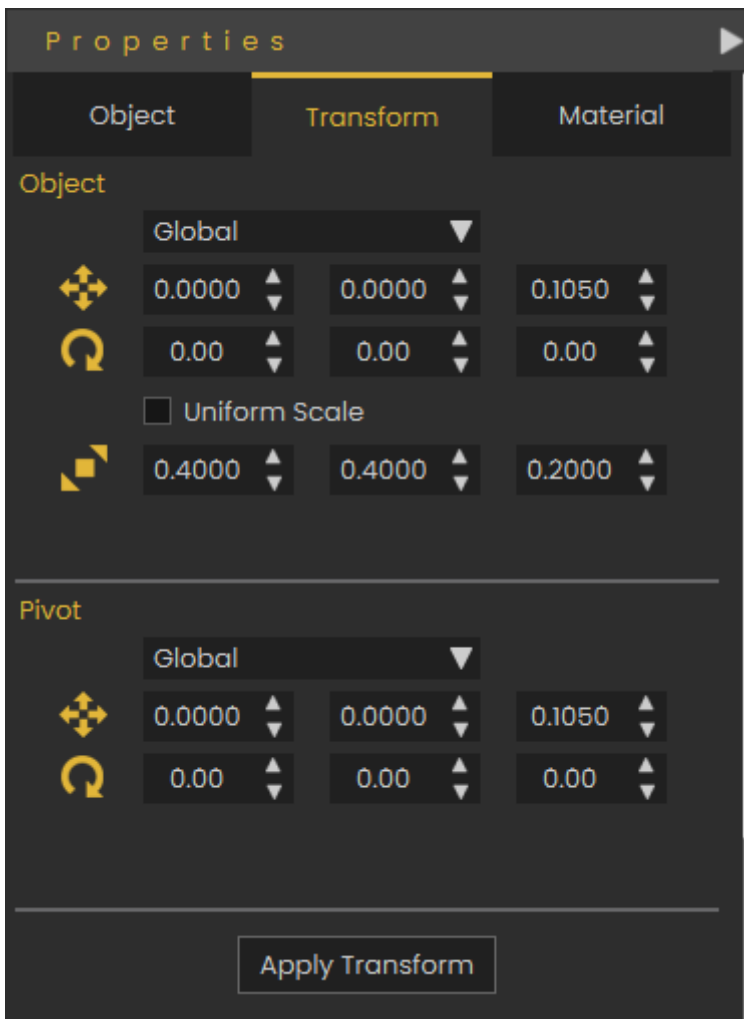 Properties
Object Transform Material
Object
Global
0.0000 0.0000 0.1050
0.00 0.00 0.00
Uniform Scale
0.4000 0.4000 0.2000
Pivot
Global
0.0000 0.0000 0.1050
0.00 0.00 0.00
Apply Transform